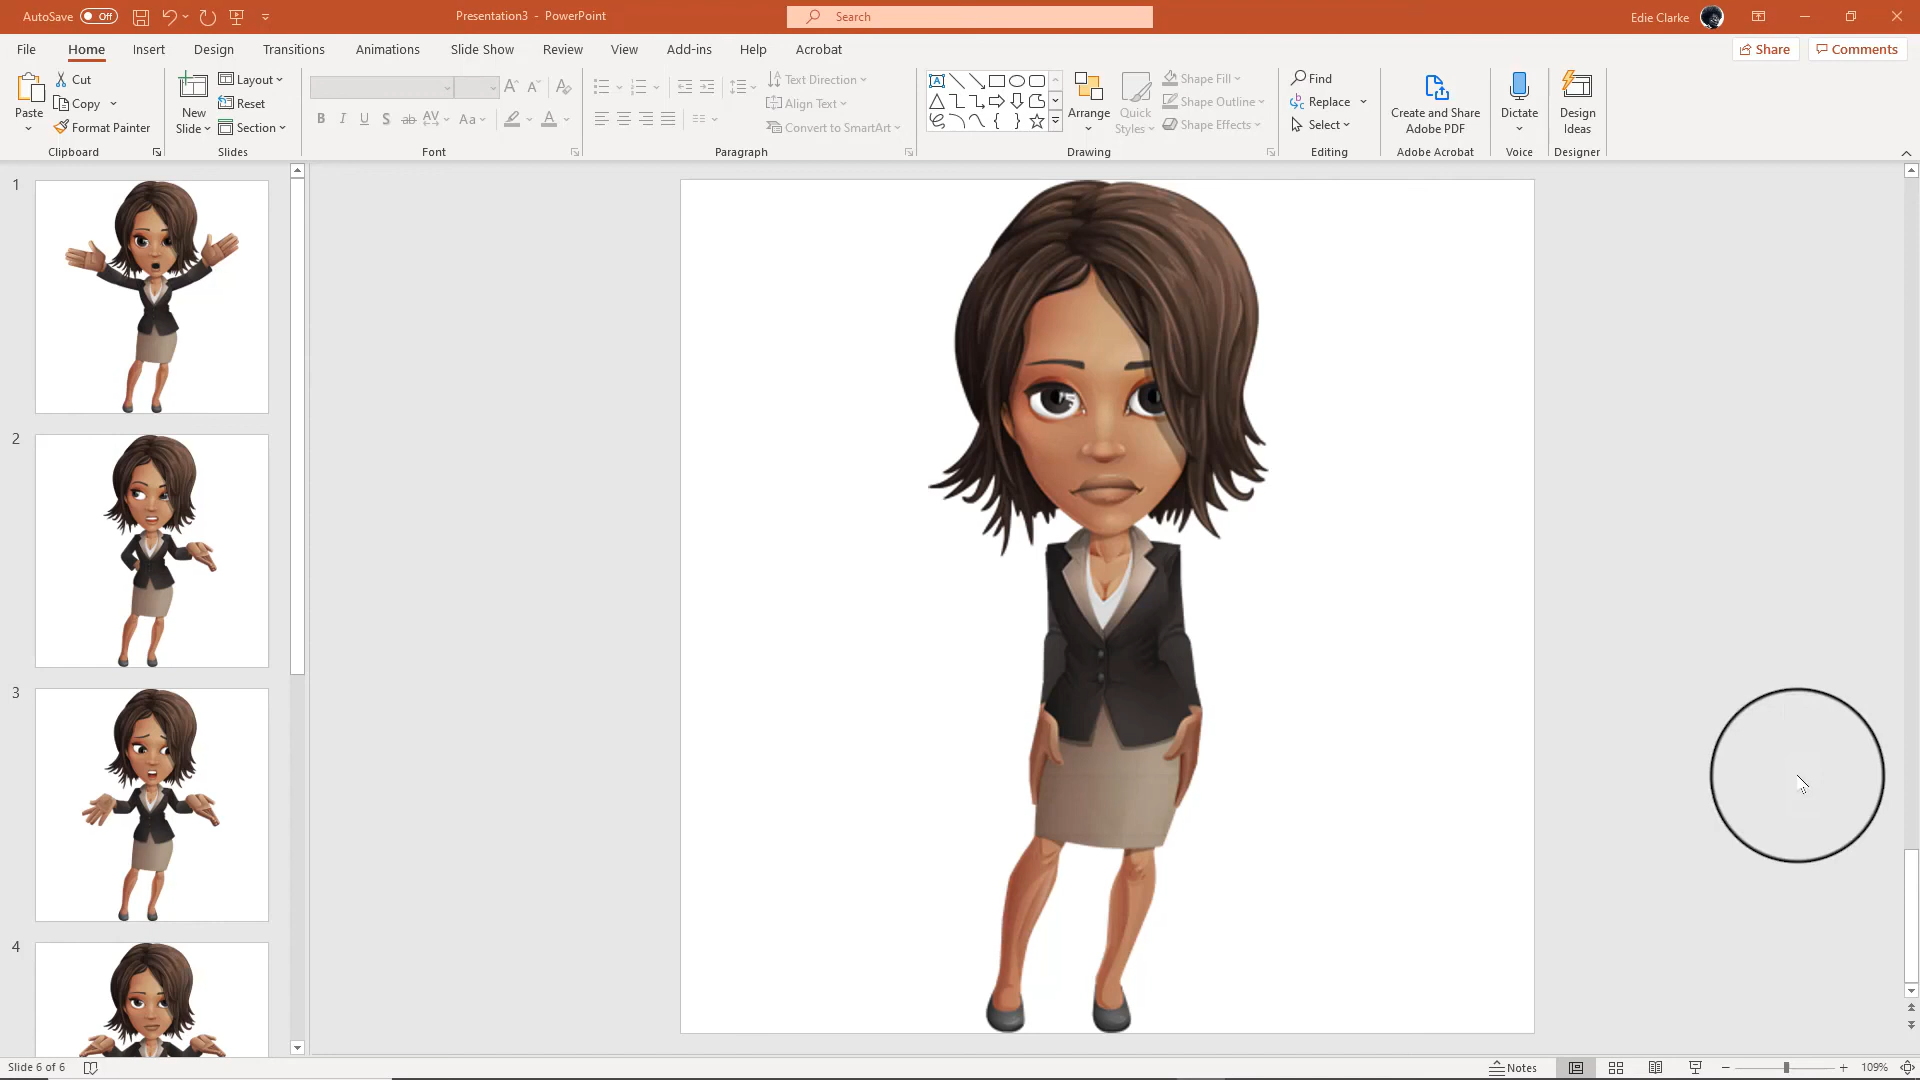 AutoSave Off
Presentation3 - PowerPoint
Search
Edie Clarke
File Home Insert Design Transitions Animations Slide Show Review View Add-ins Help Acrobat
Share Comments
Paste
Cut
Copy
Format Painter
Clipboard
New
Slide
Layout
Reset
Section
Slides
B I U S ab AV Aa A
A A A
Font
Text Direction
Align Text
Convert to SmartArt
Paragraph
A
Arrange
Quick
Styles
Shape Fill
Shape Outline
Shape Effects
Drawing
Find
Replace
Select
Editing
Create and Share
Adobe PDF
Adobe Acrobat
Dictate
Voice
Design
Ideas
Designer
1
2
3
4
Slide 6 of 6
Notes
109%